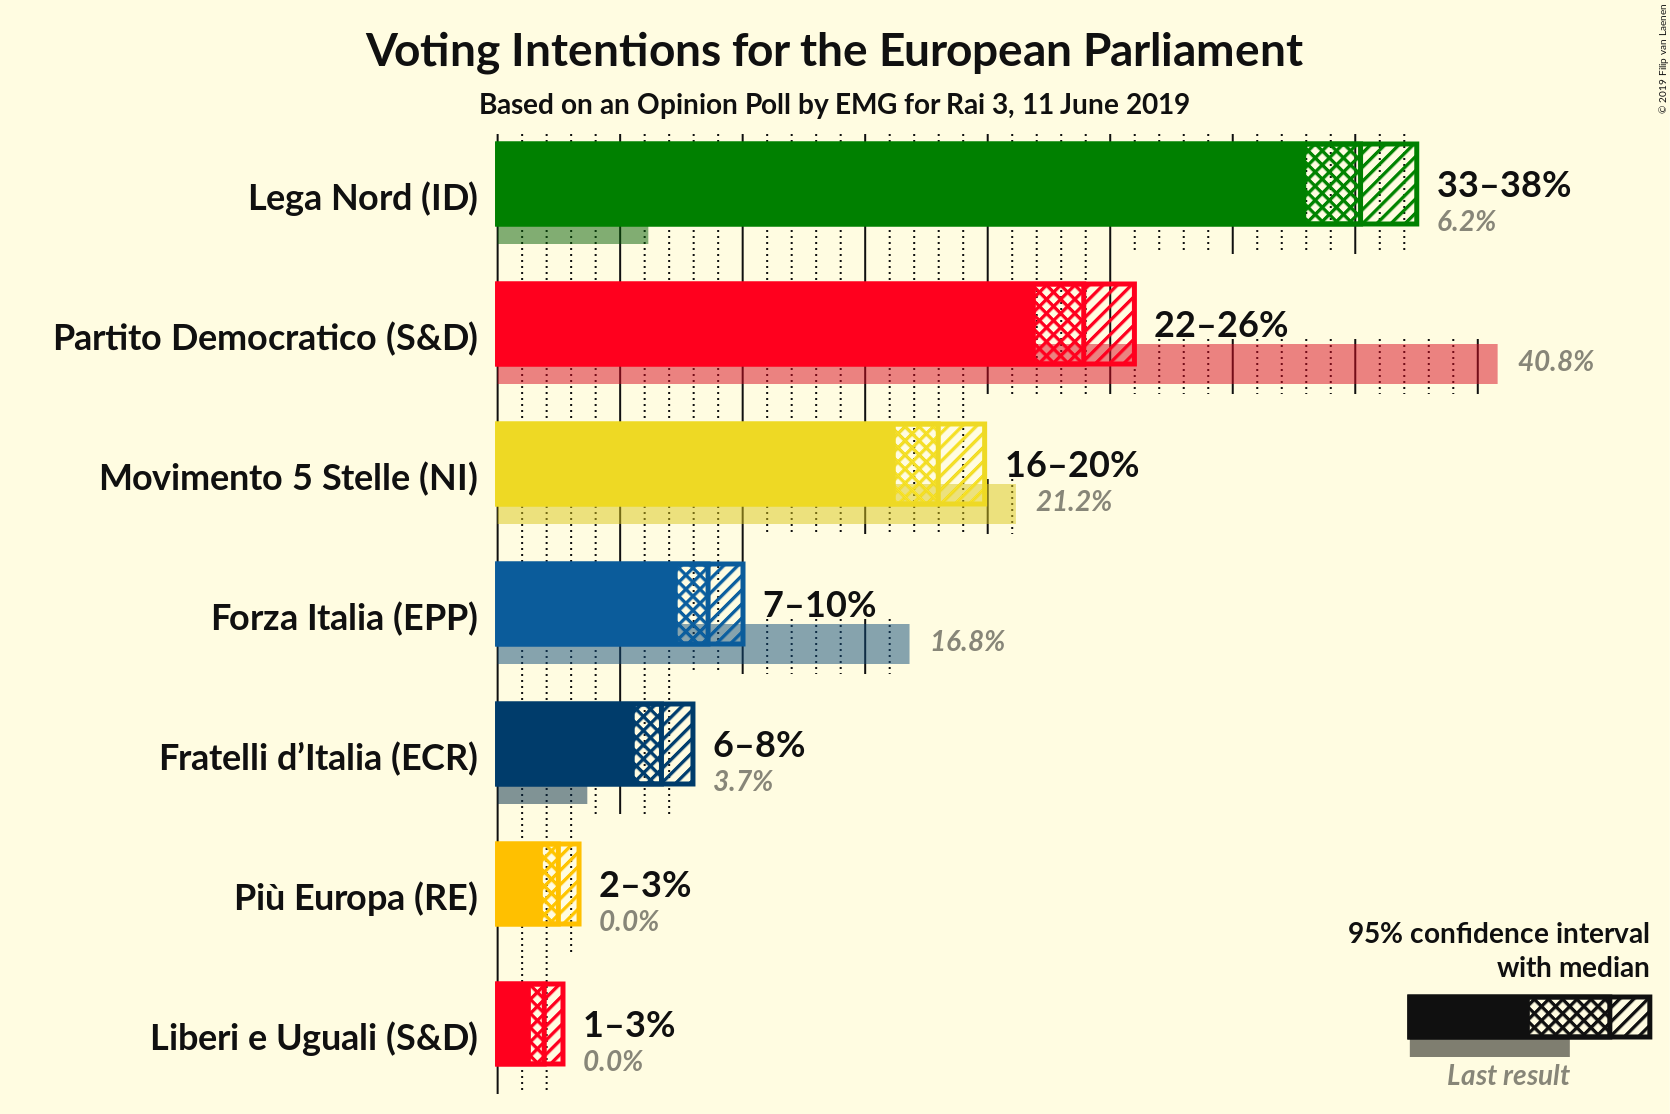 Voting Intentions for the European Parliament
Based on an Opinion Poll by EMG for Rai 3, 11 June 2019
© 2019 Filip van Laenen
Lega Nord (ID)
33–38%
6.2%
Partito Democratico (S&D)
22–26%
40.8%
Movimento 5 Stelle (NI)
16–20%
21.2%
Forza Italia (EPP)
7–10%
16.8%
Fratelli d’Italia (ECR)
6–8%
3.7%
Più Europa (RE)
2–3%
0.0%
Liberi e Uguali (S&D)
1–3%
0.0%
95% confidence interval
with median
Last result